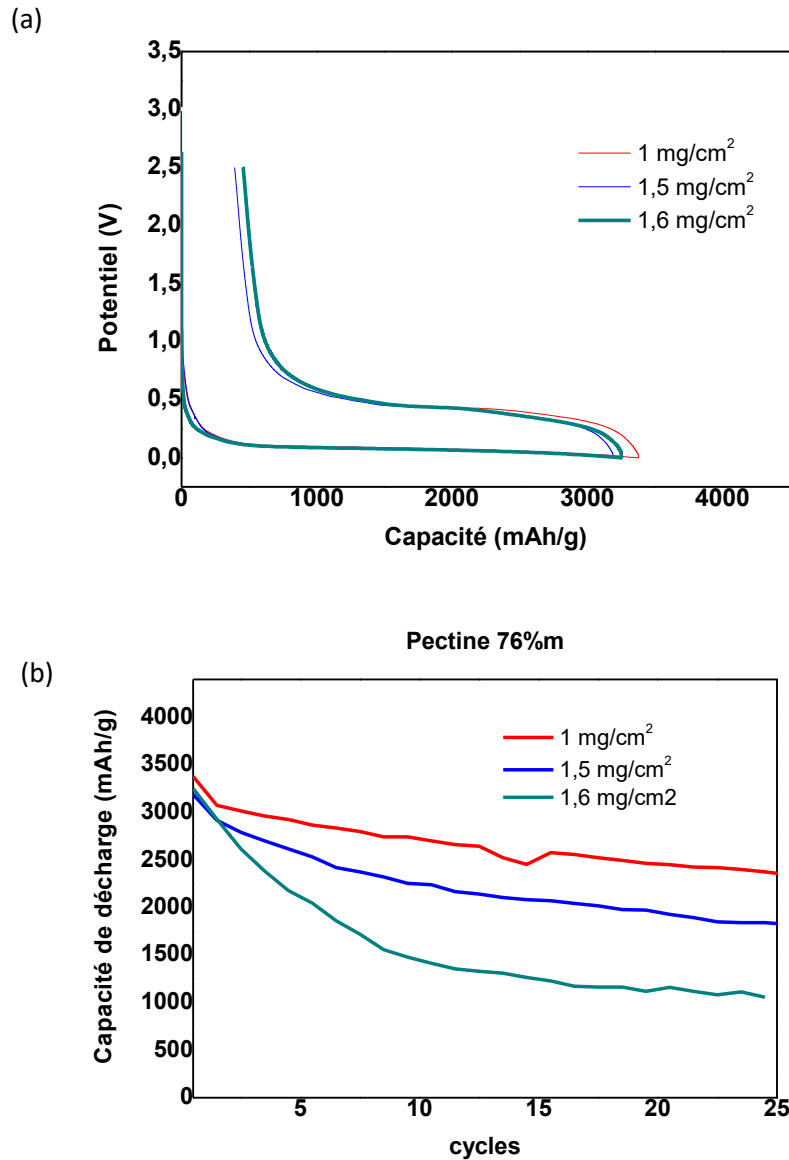 (a)
3,5
3,0
2,5
2,0
1,5
1,0
0,5
0,0
Potentiel (V)
1 mg/cm²
1,5 mg/cm²
1,6 mg/cm²
0 1000 2000 3000 4000
Capacité (mAh/g)
Pectine 76%m
(b)
4000
3500
3000
2500
2000
1500
1000
500
0
Capacité de décharge (mAh/g)
1 mg/cm²
1,5 mg/cm²
1,6 mg/cm2
5 10 15 20 25
cycles